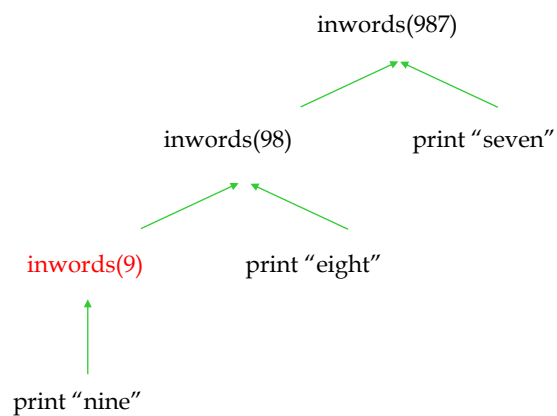 inwords(987)
inwords(98)
print “seven”
inwords(9)
print “eight”
print “nine”